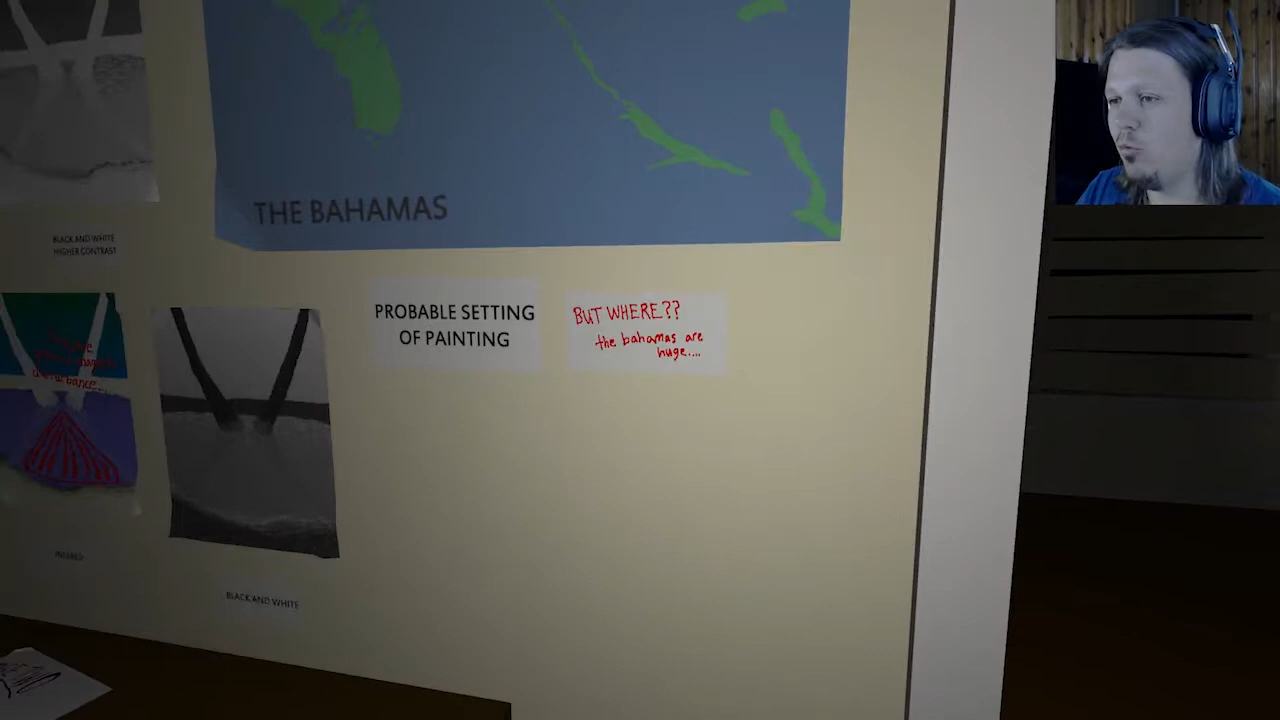 THE BAHAMAS
BLACK AND WHITE
HIGHER CONTRAST
PROBABLE SETTING
OF PAINTING
BUT WHERE??
the bahamas are
huge....
BLACK AND WHITE